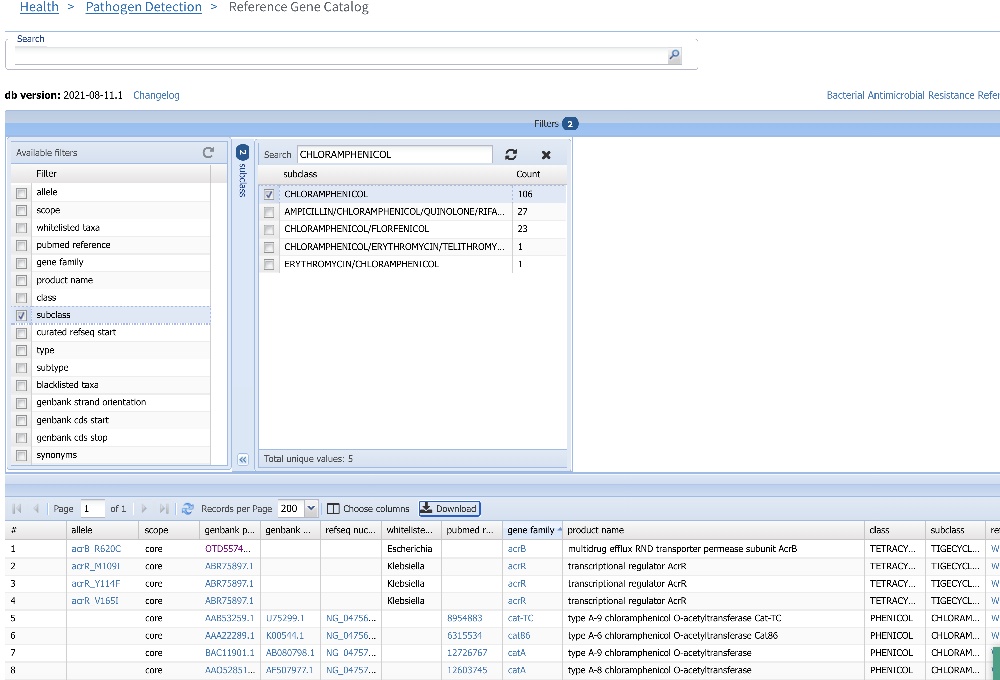 Health > Pathogen Detection > Reference Gene Catalog
Search
db version: 2021-08-11.1 Changelog
Bacterial Antimicrobial Resistance Refer
Filters 2
Available filters
Filter
allele
scope
whitelisted taxa
pubmed reference
gene family
product name
class
subclass
curated refseq start
type
subtype
blacklisted taxa
genbank strand orientation
genbank cds start
genbank cds stop
synonyms
2 subclass
Search CHLORAMPHENICOL
subclass Count
CHLORAMPHENICOL 106
AMPICILLIN/CHLORAMPHENICOL/QUINOLONE/RIFA... 27
CHLORAMPHENICOL/FLORFENICOL 23
CHLORAMPHENICOL/ERYTHROMYCIN/TELITHROMY... 1
ERYTHROMYCIN/CHLORAMPHENICOL 1
Total unique values: 5
Page 1 of 1 Records per Page 200 Choose columns Download
# allele scope genbank p... genbank ... refseq nuc... whiteliste... pubmed r... gene family product name class subclass ref
1 acrB_R620C core OTD5574... Escherichia acrB multidrug efflux RND transporter permease subunit AcrB TETRACY... TIGECYCL... W
2 acrR_M109I core ABR75897.1 Klebsiella acrR transcriptional regulator AcrR TETRACY... TIGECYCL... W
3 acrR_Y114F core ABR75897.1 Klebsiella acrR transcriptional regulator AcrR TETRACY... TIGECYCL... W
4 acrR_V165I core ABR75897.1 Klebsiella acrR transcriptional regulator AcrR TETRACY... TIGECYCL... W
5 core AAB53259.1 U75299.1 NG_04756... 8954883 cat-TC type A-9 chloramphenicol O-acetyltransferase Cat-TC PHENICOL CHLORAM... W
6 core AAA22289.1 K00544.1 NG_04756... 6315534 cat86 type A-6 chloramphenicol O-acetyltransferase Cat86 PHENICOL CHLORAM... W
7 core BAC11901.1 AB080798.1 NG_04757... 12726767 catA type A-9 chloramphenicol O-acetyltransferase PHENICOL CHLORAM...
8 core AAO52851... AF507977.1 NG_04757... 12603745 catA type A-8 chloramphenicol O-acetyltransferase PHENICOL CHLORAM...